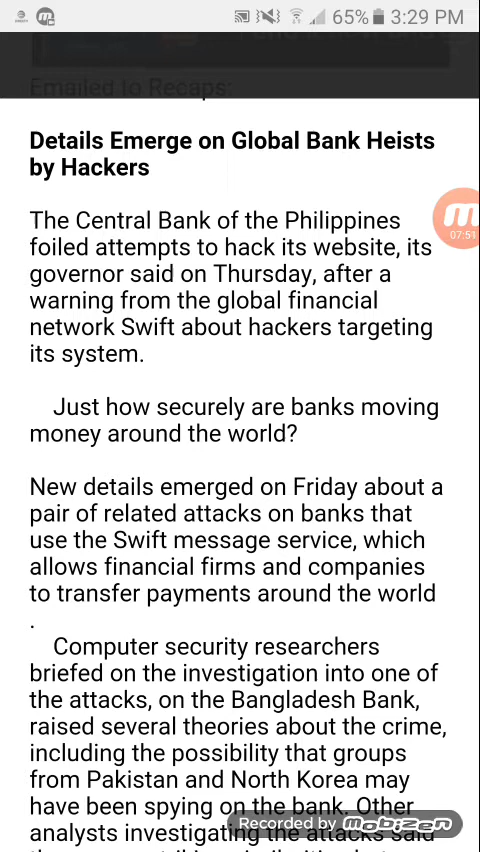 65% 3:29 PM
Emailed to Recaps:
Details Emerge on Global Bank Heists
by Hackers
The Central Bank of the Philippines
foiled attempts to hack its website, its
governor said on Thursday, after a
warning from the global financial
network Swift about hackers targeting
its system.
07:51
Just how securely are banks moving
money around the world?
New details emerged on Friday about a
pair of related attacks on banks that
use the Swift message service, which
allows financial firms and companies
to transfer payments around the world
.
Computer security researchers
briefed on the investigation into one of
the attacks, on the Bangladesh Bank,
raised several theories about the crime,
including the possibility that groups
from Pakistan and North Korea may
have been spying on the bank. Other
analysts investigating the attacks said
Recorded by mobizen